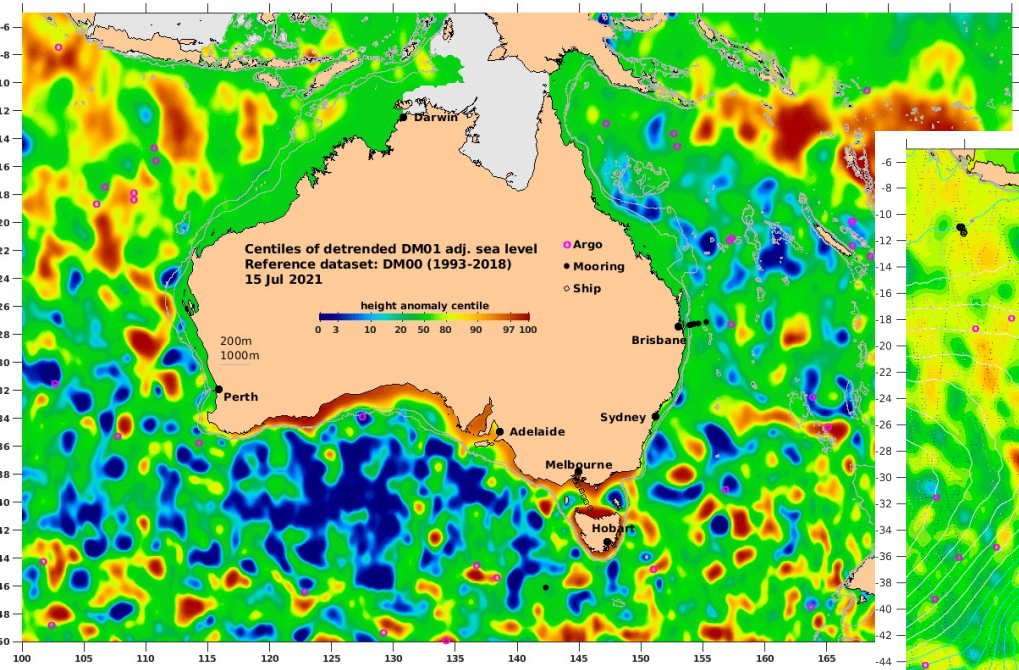 -6
-8
-10
-12
-14
-16
-18
-20
-22
-24
-26
-28
-30
-32
-34
-36
-38
-40
-42
-44
-46
-48
-50
Darwin
Centiles of detrended DM01 adj. sea level
Reference dataset: DM00 (1993-2018)
15 Jul 2021
Argo
Mooring
Ship
height anomaly centile
0 3 10 20 50 80 90 97 100
200m
1000m
Brisbane
Perth
Sydney
Adelaide
Melbourne
Hobart
100 105 110 115 120 125 130 135 140 145 150 155 160 165
-6
-8
-10
-12
-14
-16
-18
-20
-22
-24
-26
-28
-30
-32
-34
-36
-38
-40
-42
-44